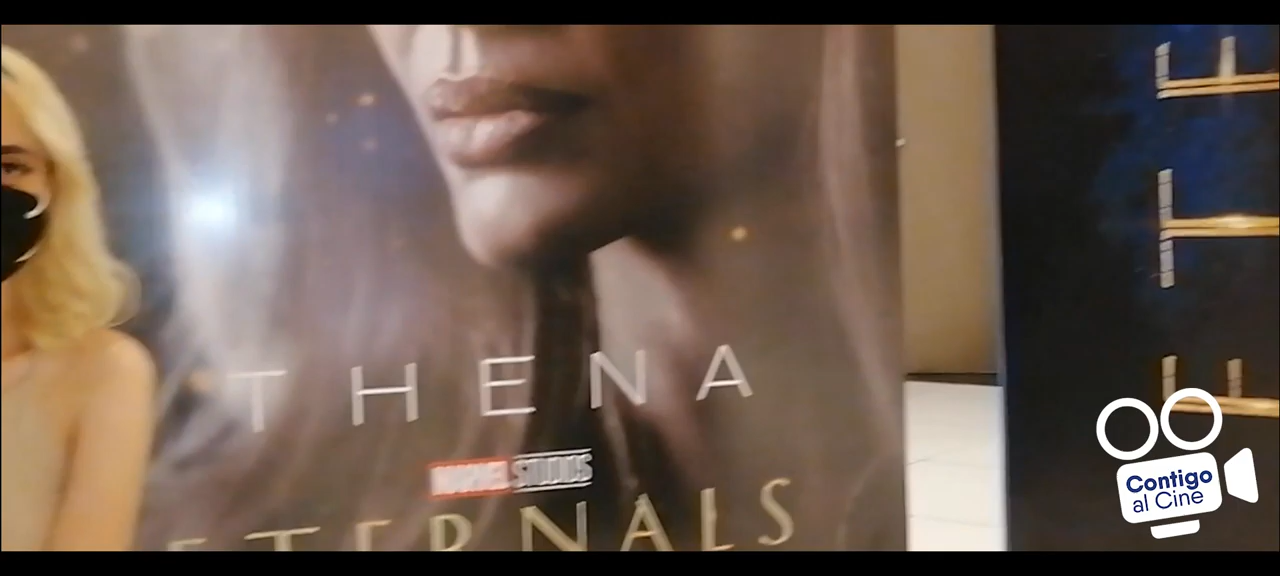 THENA
MARVEL STUDIOS
ETERNALS
Contigo
al Cine